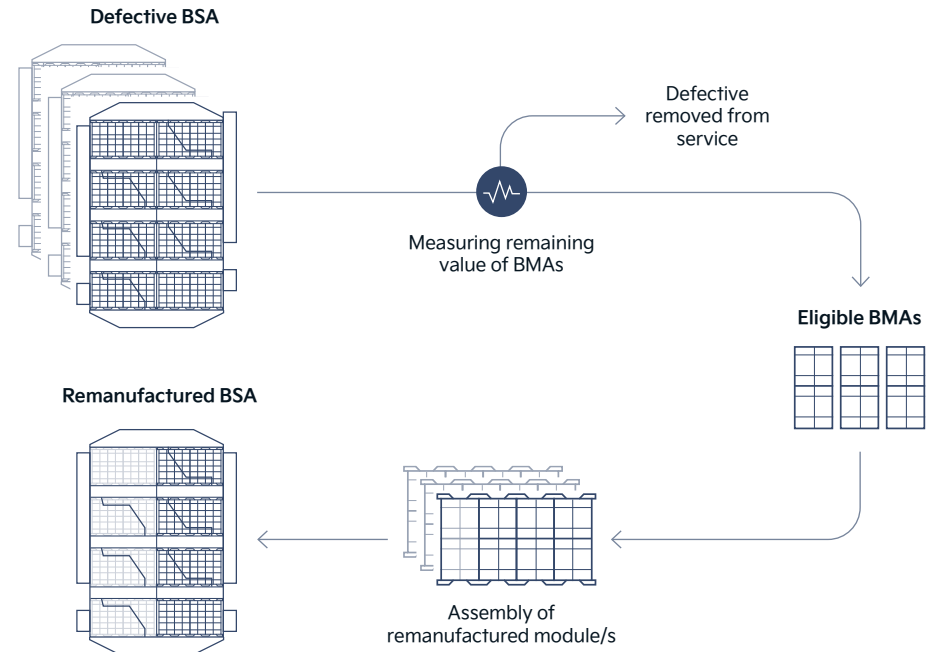 Defective BSA
Defective
removed from
service
Measuring remaining
value of BMAs
Eligible BMAs
Remanufactured BSA
Assembly of
remanufactured module/s